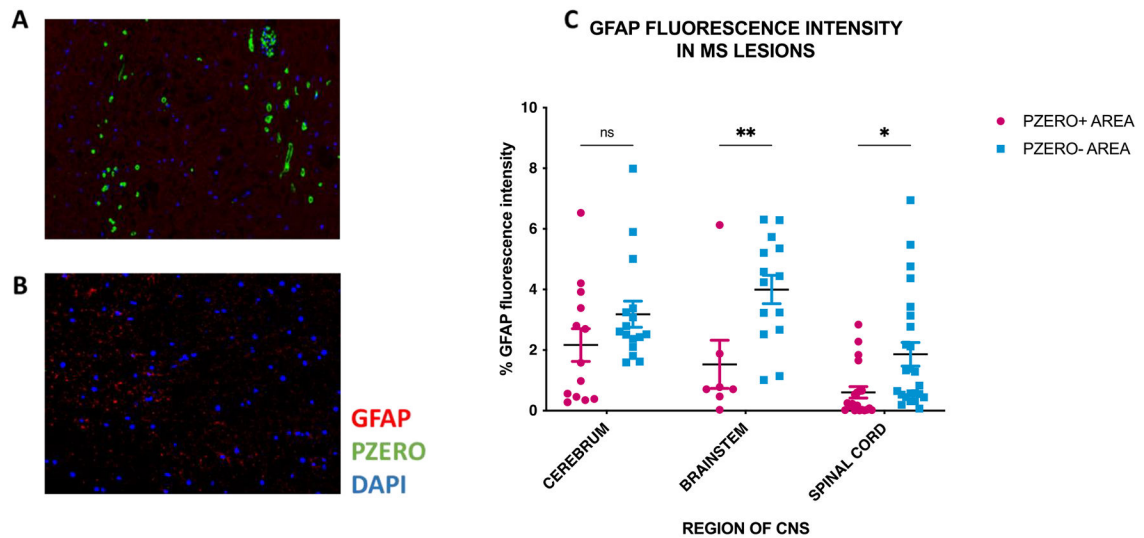 A
B
GFAP
PZERO
DAPI
C
GFAP FLUORESCENCE INTENSITY
IN MS LESIONS
% GFAP fluorescence intensity
10
8
6
4
2
0
ns
**
*
PZERO+ AREA
PZERO- AREA
CEREBRUM
BRAINSTEM
SPINAL CORD
REGION OF CNS